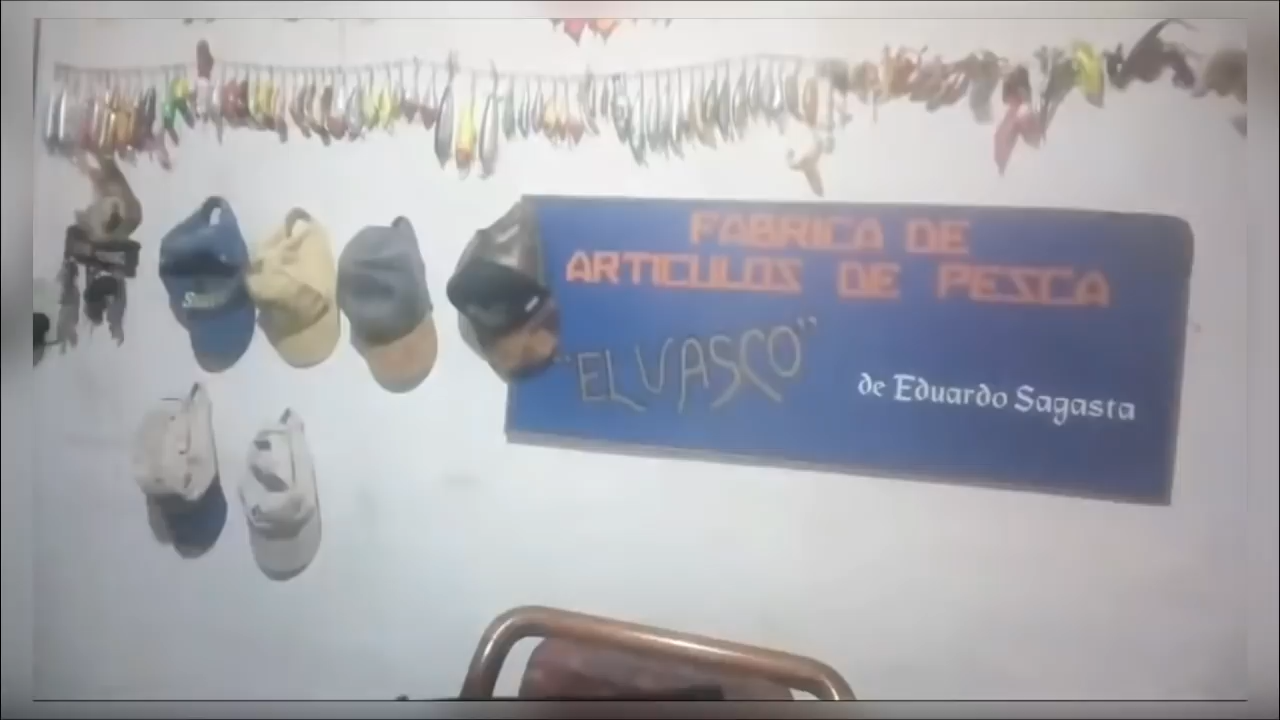 FABRICA DE
ARTICULOS DE PESCA
"EL VASCO"
de Eduardo Sagasta